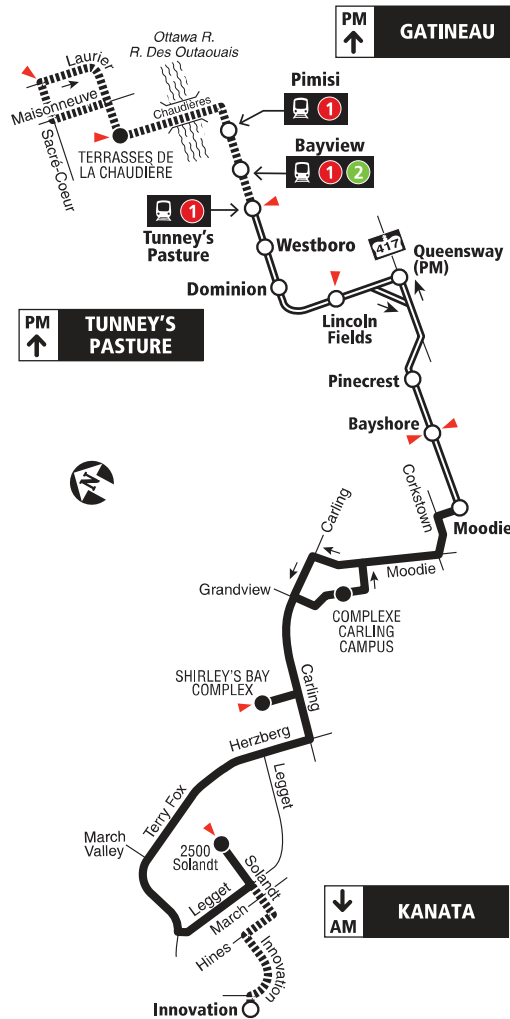 PM
GATINEAU
Ottawa R.
R. Des Outaouais
Laurier
Maisonneuve
Sacré-Coeur
Chaudières
TERRASSES DE
LA CHAUDIÈRE
Pimisi
1
Bayview
1 2
1
Tunney's
Pasture
Westboro
Dominion
417
Queensway
(PM)
Lincoln
Fields
PM
TUNNEY'S
PASTURE
Pinecrest
Bayshore
N
Corkstown
Moodie
Carling
Moodie
Grandview
COMPLEXE
CARLING
CAMPUS
SHIRLEY'S BAY
COMPLEX
Carling
Herzberg
Legget
Terry Fox
March
Valley
2500
Solandt
Solandt
Legget
March
Hines
Innovation
Innovation
AM
KANATA